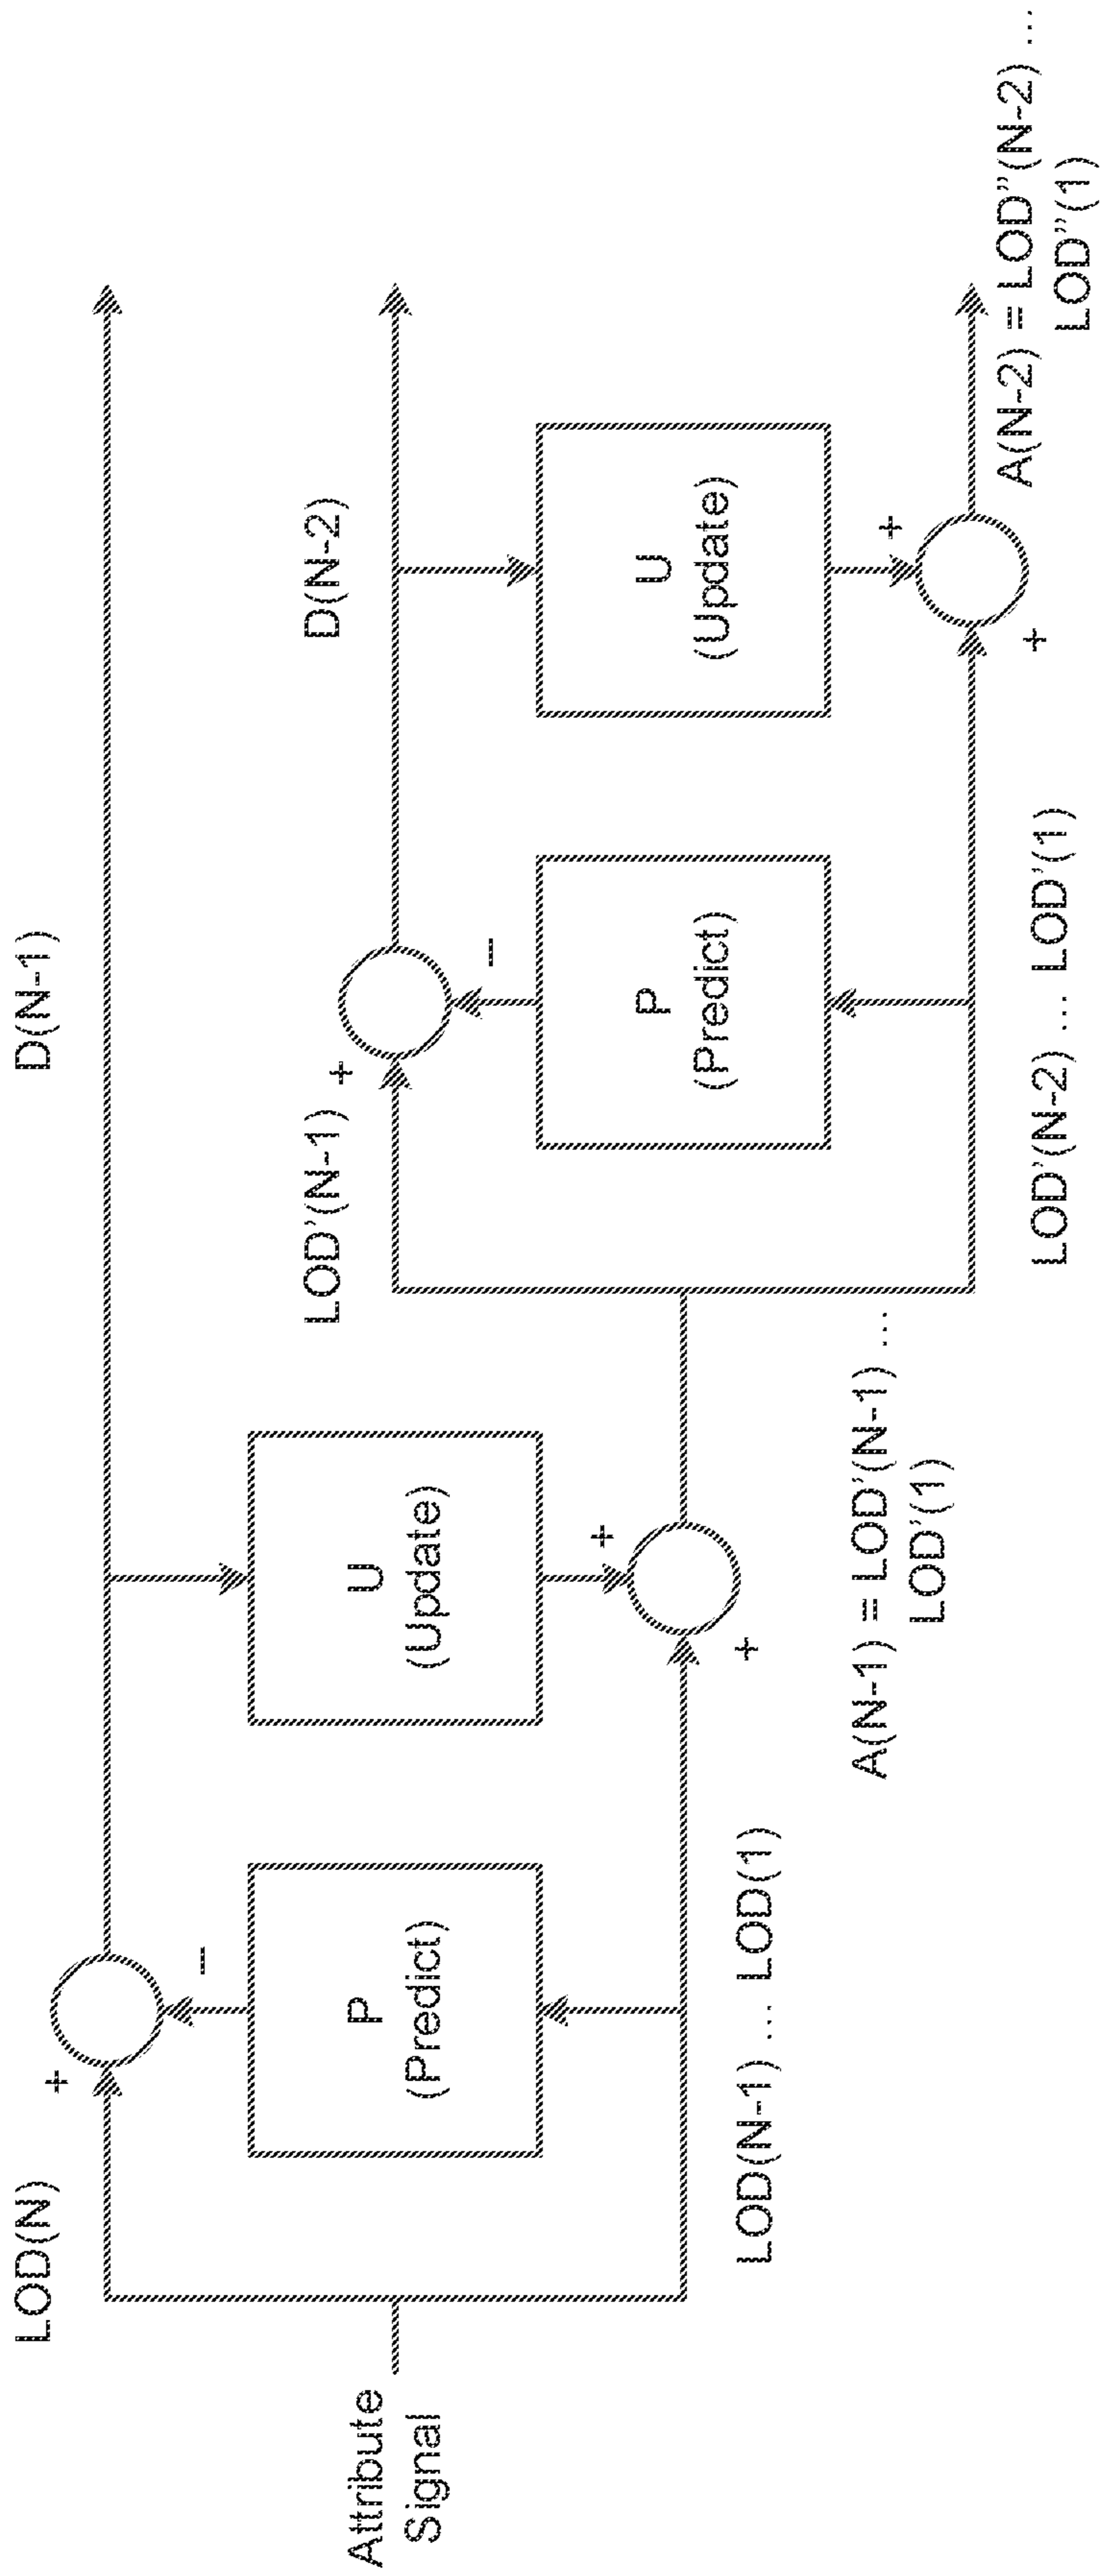 Attribute
Signal
LOD(N)
+
−
P
(Predict)
LOD(N-1) ... LOD(1)
D(N-1)
U
(Update)
+
+
A(N-1) = LOD’(N-1) ...
LOD’(1)
LOD’(N-1)
+
−
P
(Predict)
LOD’(N-2) ... LOD’(1)
D(N-2)
U
(Update)
+
+
A(N-2) = LOD”(N-2) ...
LOD”(1)